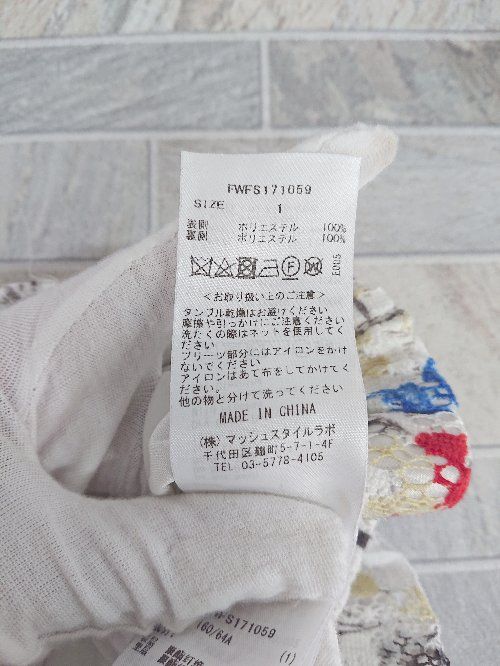 FWFS171059
SIZE 1
表側 ポリエステル 100%
裏側 ポリエステル 100%
E005
<お取り扱い上のご注意>
タンブル乾燥はお避けください
摩擦や引っかけにご注意ください
洗たくの際はネットを使用してく
ださい
プリーツ部分にはアイロンをかけ
ないでください
アイロンはあて布をしてかけてく
ださい
他の物と分けて洗ってください
MADE IN CHINA
(株) マッシュスタイルラボ
千代田区麹町5-7-1-4F
TEL 03-5778-4105
WFS171059
160/64A
(1)